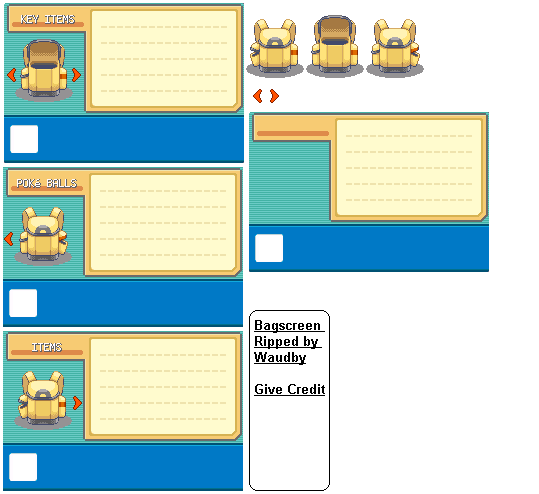 KEY ITEMS
POKé BALLS
ITEMS
Bagscreen
Ripped by
Waudby
Give Credit